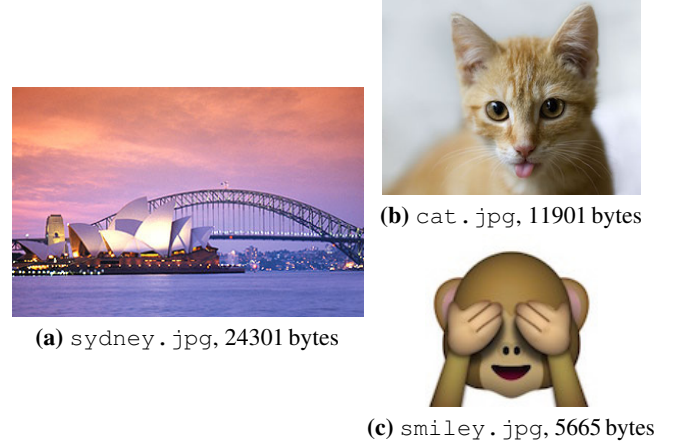 (a) sydney.jpg, 24301 bytes
(b) cat.jpg, 11901 bytes
(c) smiley.jpg, 5665 bytes